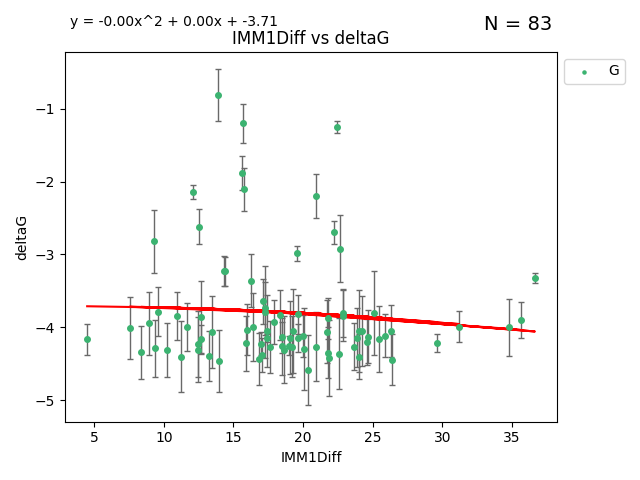 y = -0.00x^2 + 0.00x + -3.71
N = 83
IMM1Diff vs deltaG
G
−1
−2
−3
−4
−5
deltaG
5 10 15 20 25 30 35
IMM1Diff